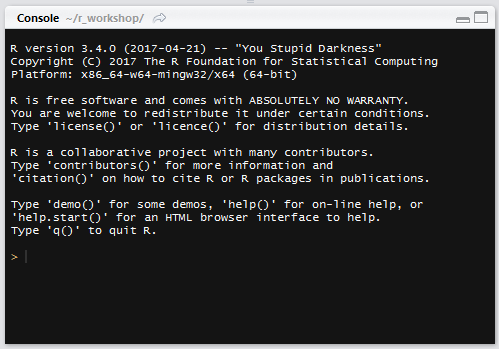 Console ~/r_workshop/
R version 3.4.0 (2017-04-21) -- "You Stupid Darkness"
Copyright (C) 2017 The R Foundation for Statistical Computing
Platform: x86_64-w64-mingw32/x64 (64-bit)
R is free software and comes with ABSOLUTELY NO WARRANTY.
You are welcome to redistribute it under certain conditions.
Type 'license()' or 'licence()' for distribution details.
R is a collaborative project with many contributors.
Type 'contributors()' for more information and
'citation()' on how to cite R or R packages in publications.
Type 'demo()' for some demos, 'help()' for on-line help, or
'help.start()' for an HTML browser interface to help.
Type 'q()' to quit R.
>